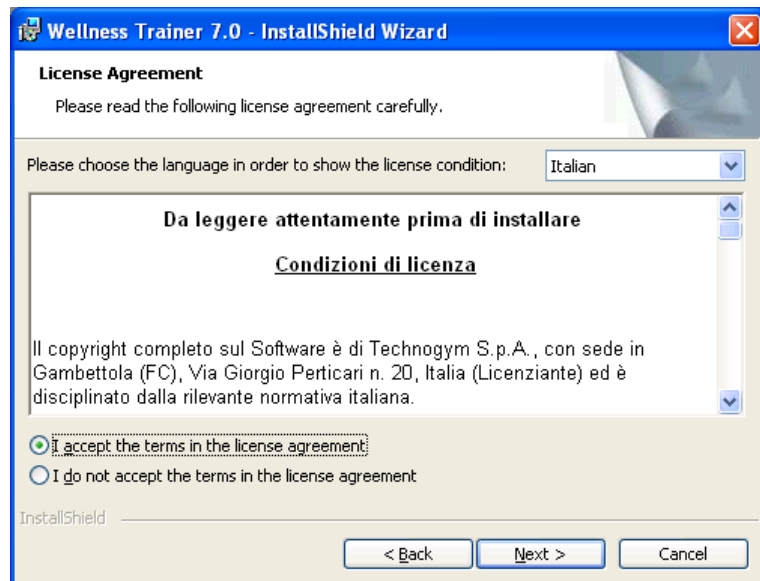 Wellness Trainer 7.0 - InstallShield Wizard
License Agreement
Please read the following license agreement carefully.
Please choose the language in order to show the license condition:
Italian
Da leggere attentamente prima di installare
Condizioni di licenza
Il copyright completo sul Software è di Technogym S.p.A., con sede in
Gambettola (FC), Via Giorgio Perticari n. 20, Italia (Licenziante) ed è
disciplinato dalla rilevante normativa italiana.
I accept the terms in the license agreement
I do not accept the terms in the license agreement
InstallShield
< Back
Next >
Cancel